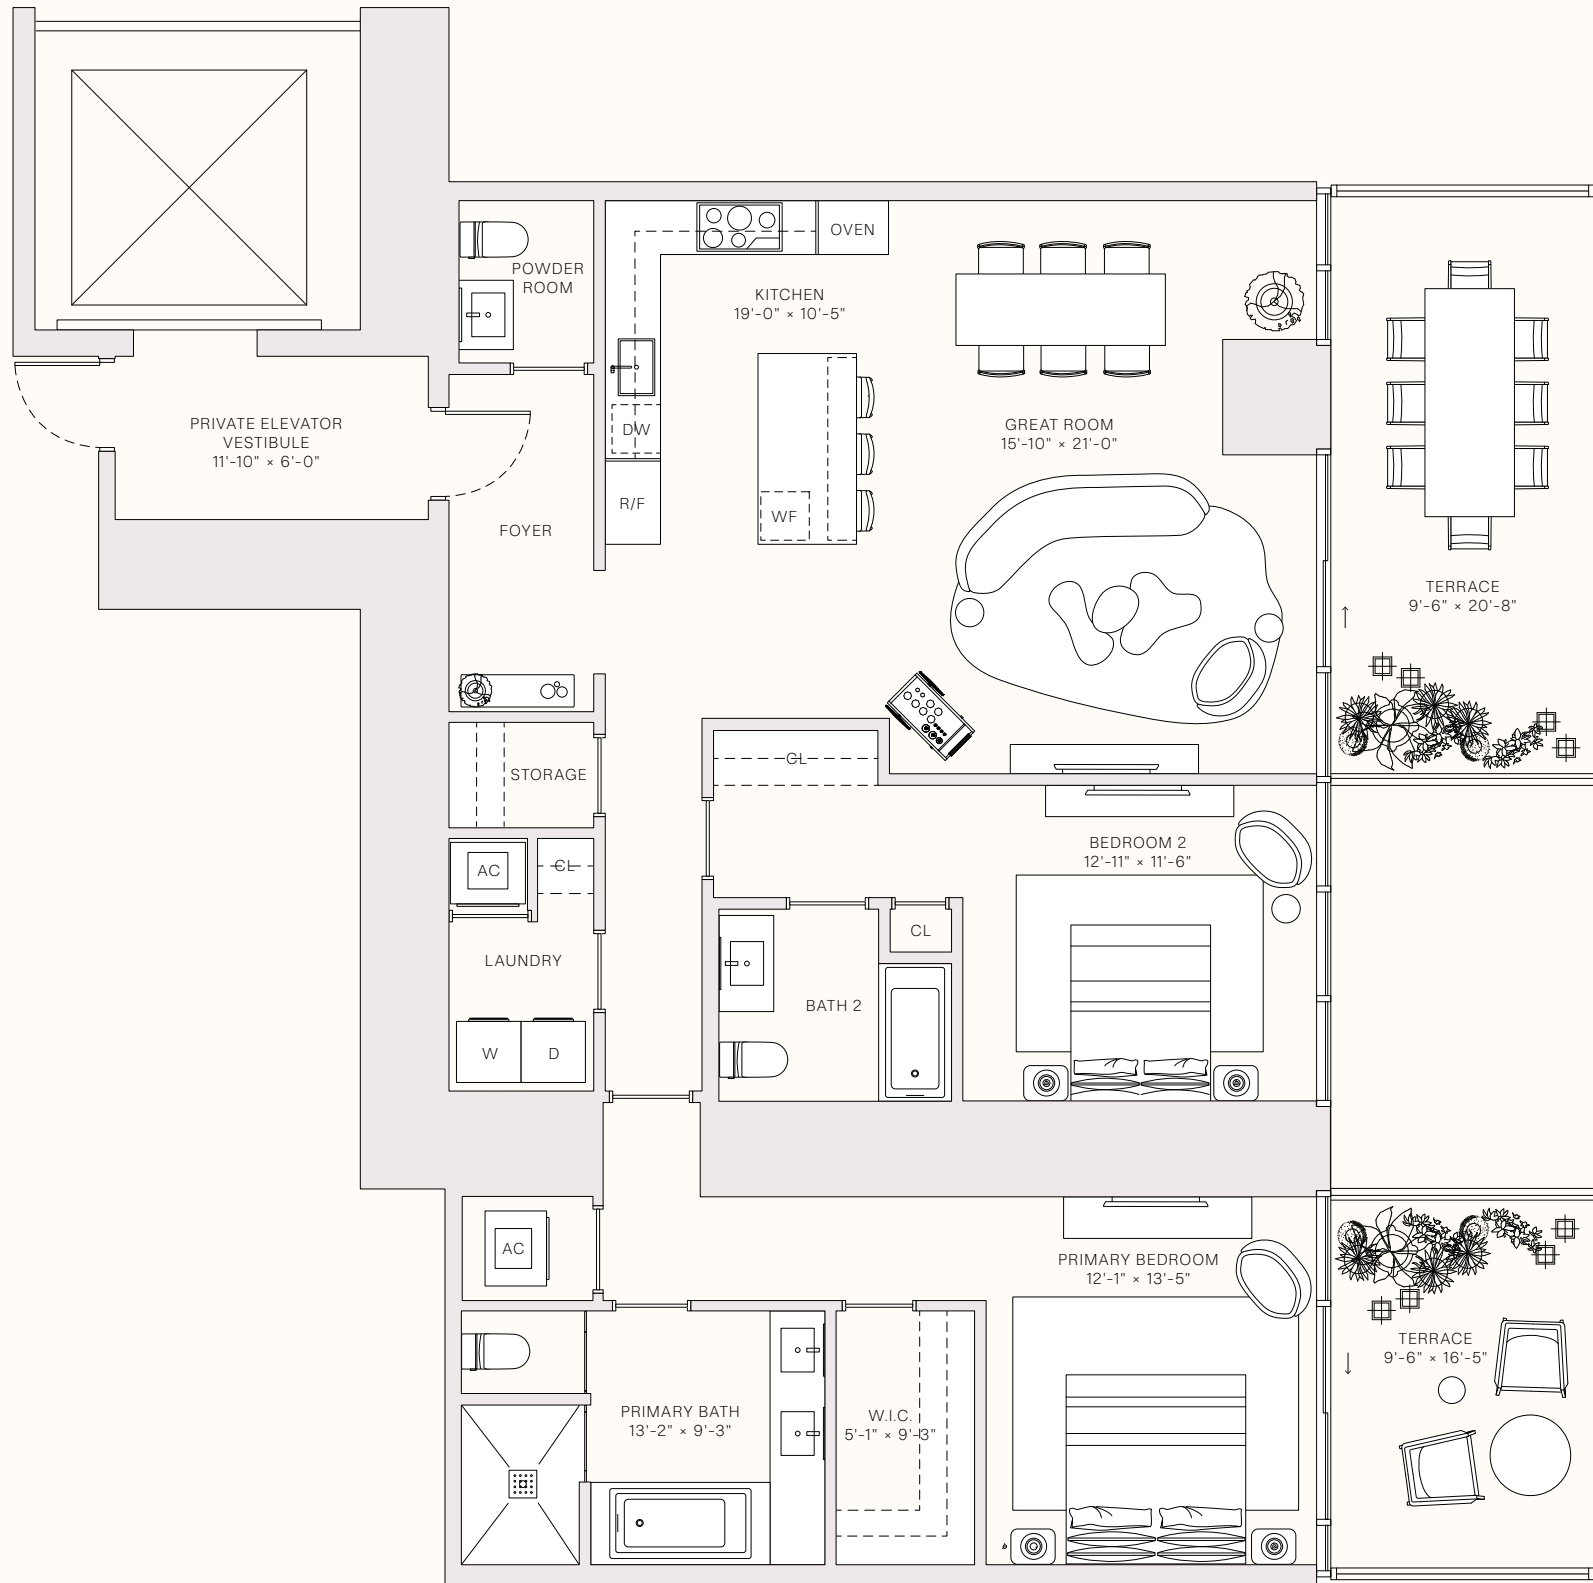 OVEN
POWDER
ROOM
KITCHEN
19'-0" × 10'-5"
PRIVATE ELEVATOR
VESTIBULE
11'-10" × 6'-0"
DW
GREAT ROOM
15'-10" × 21'-0"
R/F
WF
FOYER
TERRACE
9'-6" × 20'-8"
CL
STORAGE
BEDROOM 2
12'-11" × 11'-6"
AC
CL
CL
LAUNDRY
BATH 2
W
D
AC
PRIMARY BEDROOM
12'-1" × 13'-5"
TERRACE
9'-6" × 16'-5"
PRIMARY BATH
13'-2" × 9'-3"
W.I.C.
5'-1" × 9'-3"